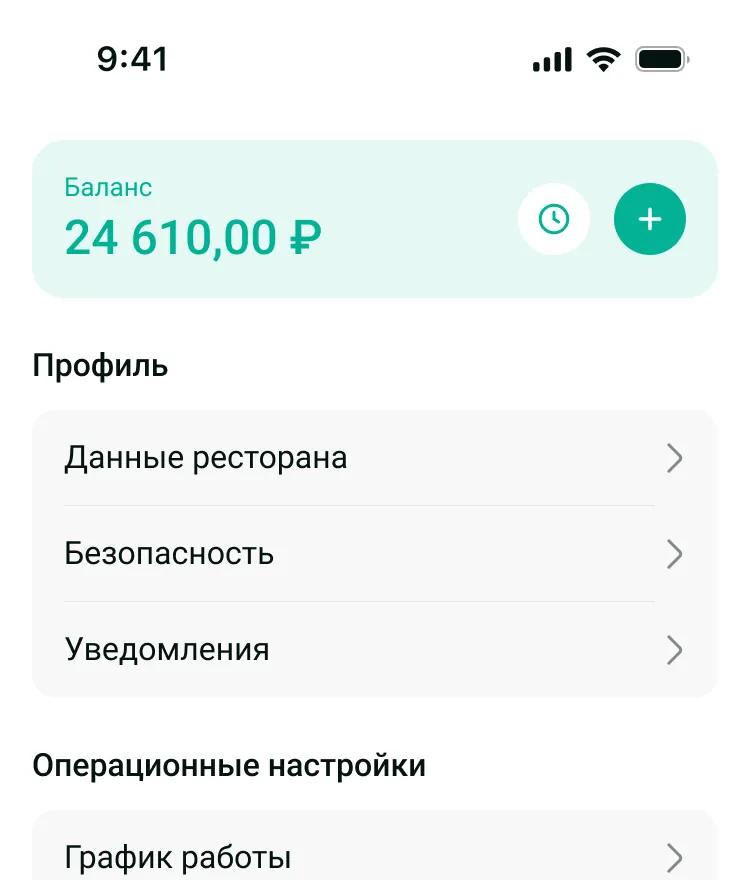 9:41
Баланс
24 610,00 ₽
Профиль
Данные ресторана
Безопасность
Уведомления
Операционные настройки
График работы